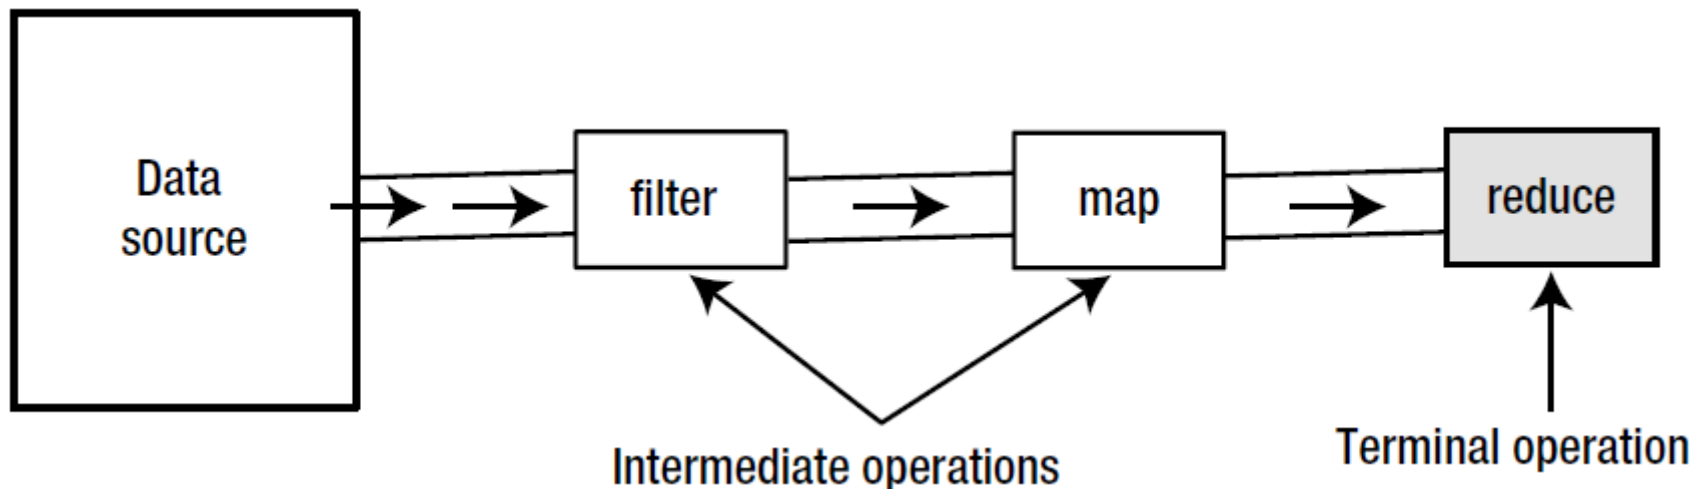 Data
source
filter
map
reduce
Intermediate operations
Terminal operation